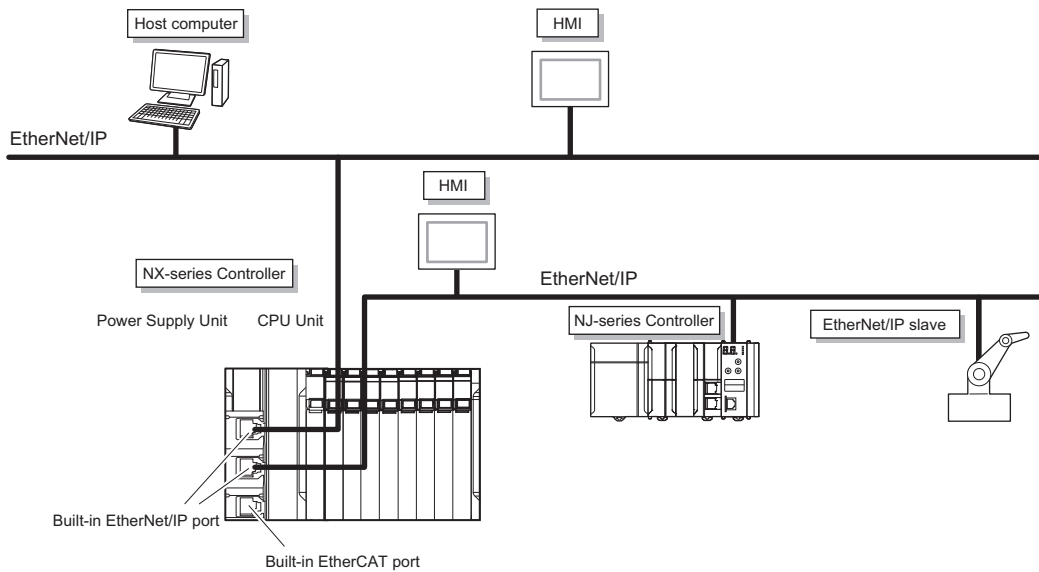 Host computer
HMI
EtherNet/IP
HMI
EtherNet/IP
NX-series Controller
NJ-series Controller
EtherNet/IP slave
Power Supply Unit
CPU Unit
Built-in EtherNet/IP port
Built-in EtherCAT port